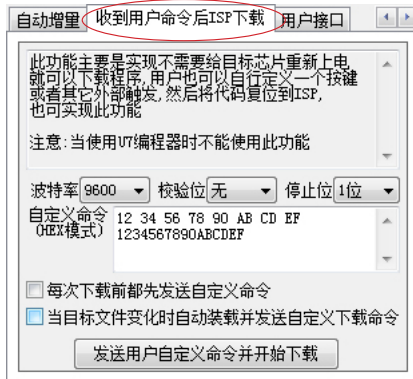 自动增量 收到用户命令后ISP下载 用户接口
此功能主要是实现不需要给目标芯片重新上电
就可以下载程序,用户也可以自行定义一个按键
或者其它外部触发,然后将代码复位到ISP,
也可实现此功能
注意:当使用U7编程器时不能使用此功能
波特率 9600 校验位 无 停止位 1位
自定义命令 12 34 56 78 90 AB CD EF
(HEX模式) 1234567890ABCDEF
每次下载前都先发送自定义命令
当目标文件变化时自动装载并发送自定义下载命令
发送用户自定义命令并开始下载